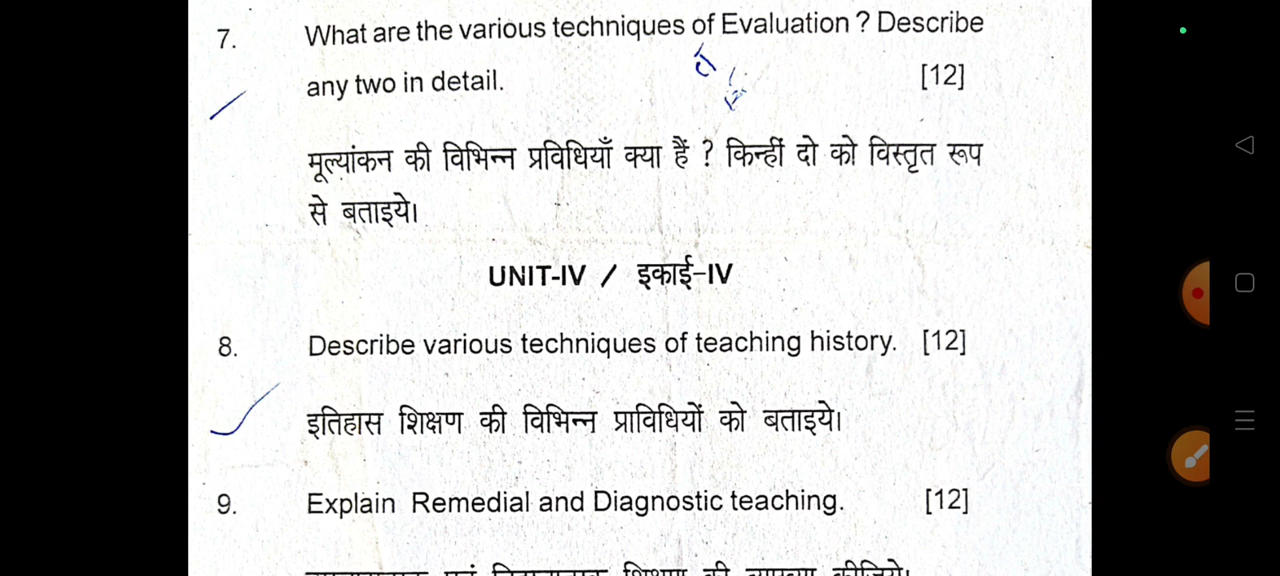 7. What are the various techniques of Evaluation ? Describe
any two in detail. [12]
मूल्यांकन की विभिन्न प्रविधियाँ क्या हैं ? किन्हीं दो को विस्तृत रूप
से बताइये।
UNIT-IV / इकाई-IV
8. Describe various techniques of teaching history. [12]
इतिहास शिक्षण की विभिन्न प्राविधियों को बताइये।
9. Explain Remedial and Diagnostic teaching. [12]